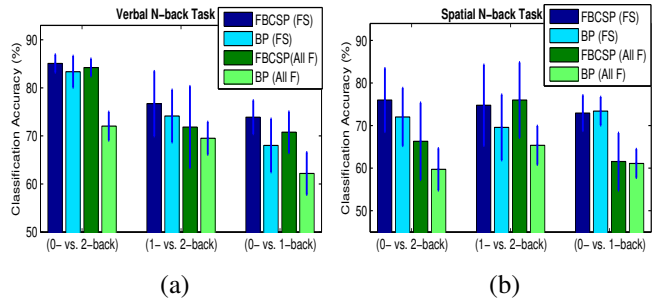 Verbal N-back Task
FBCSP (FS)
BP (FS)
FBCSP(All F)
BP (All F)
Classification Accuracy (%)
90
80
70
60
50
(0- vs. 2-back)
(1- vs. 2-back)
(0- vs. 1-back)
(a)
Spatial N-back Task
FBCSP (FS)
BP (FS)
FBCSP (All F)
BP (All F)
Classification Accuracy (%)
90
80
70
60
50
(0- vs. 2-back)
(1- vs. 2-back)
(0- vs. 1-back)
(b)